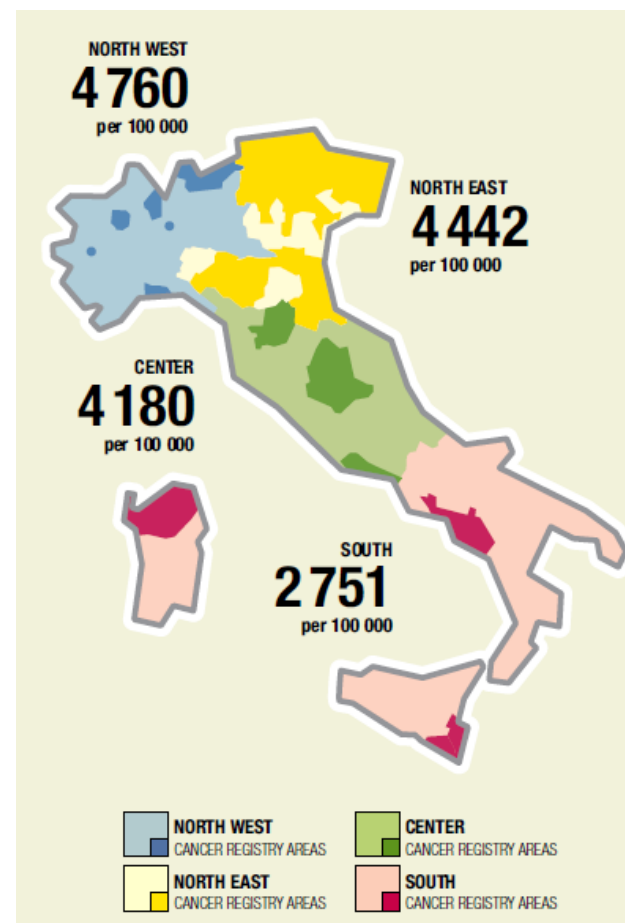 NORTH WEST
4 760
per 100 000
NORTH EAST
4 442
per 100 000
CENTER
4 180
per 100 000
SOUTH
2 751
per 100 000
NORTH WEST
CANCER REGISTRY AREAS
CENTER
CANCER REGISTRY AREAS
NORTH EAST
CANCER REGISTRY AREAS
SOUTH
CANCER REGISTRY AREAS